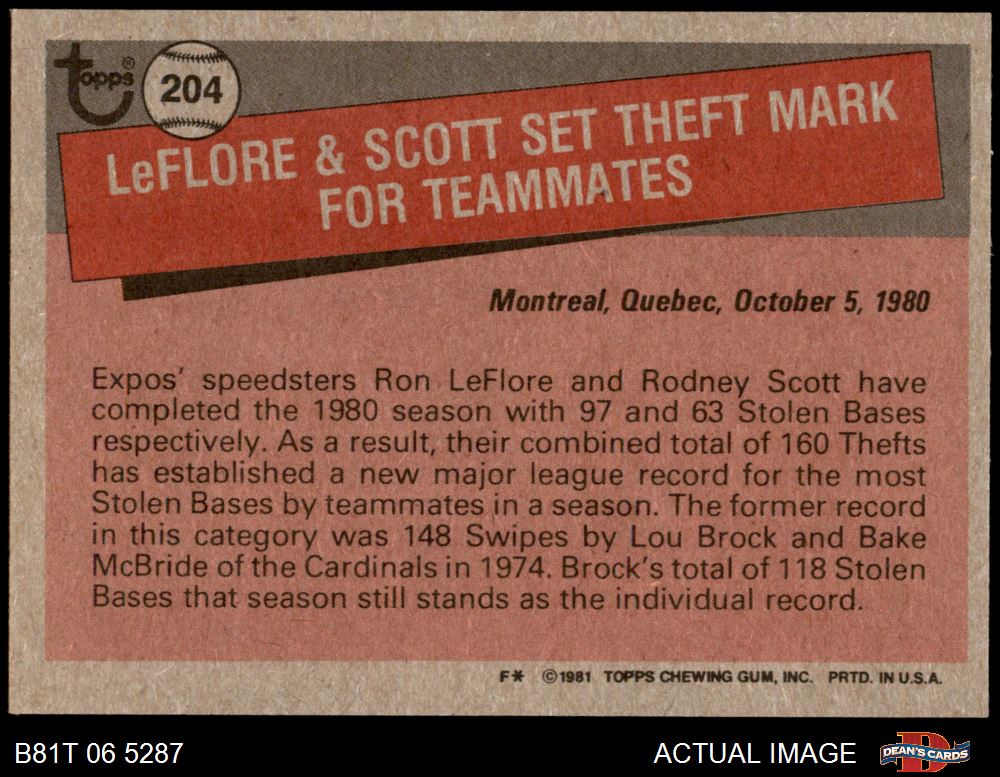 topps®
204
LeFLORE & SCOTT SET THEFT MARK
FOR TEAMMATES
Montreal, Quebec, October 5, 1980
Expos' speedsters Ron LeFlore and Rodney Scott have
completed the 1980 season with 97 and 63 Stolen Bases
respectively. As a result, their combined total of 160 Thefts
has established a new major league record for the most
Stolen Bases by teammates in a season. The former record
in this category was 148 Swipes by Lou Brock and Bake
McBride of the Cardinals in 1974. Brock's total of 118 Stolen
Bases that season still stands as the individual record.
F* ©1981 TOPPS CHEWING GUM, INC. PRTD. IN U.S.A.
B81T 06 5287 ACTUAL IMAGE DEAN'S CARDS